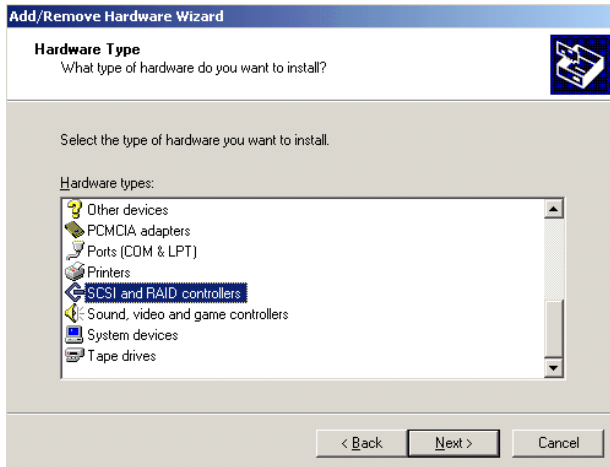 Add/Remove Hardware Wizard
Hardware Type
What type of hardware do you want to install?
Select the type of hardware you want to install.
Hardware types:
Other devices
PCMCIA adapters
Ports (COM & LPT)
Printers
SCSI and RAID controllers
Sound, video and game controllers
System devices
Tape drives
< Back Next > Cancel